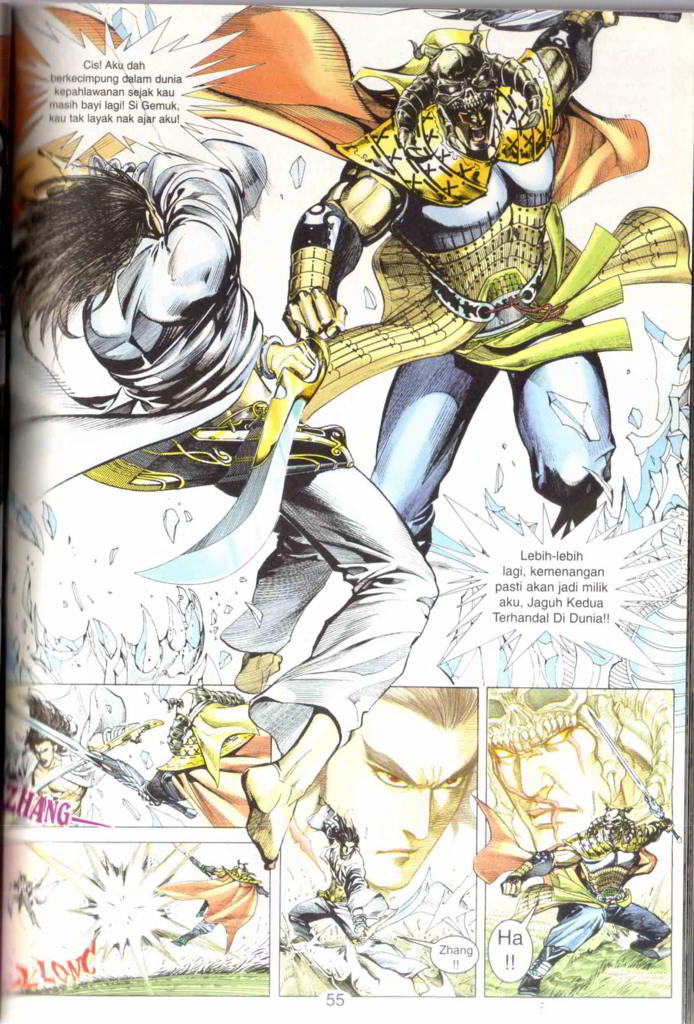 Cis! Aku dah
berkecimpung dalam dunia
kepahlawanan sejak kau
masih bayi lagi! Si Gemuk,
kau tak layak nak ajar aku!
Lebih-lebih
lagi, kemenangan
pasti akan jadi milik
aku, Jaguh Kedua
Terhandal Di Dunia!!
ZHANG
LLONG
Zhang
!!
Ha
!!
55